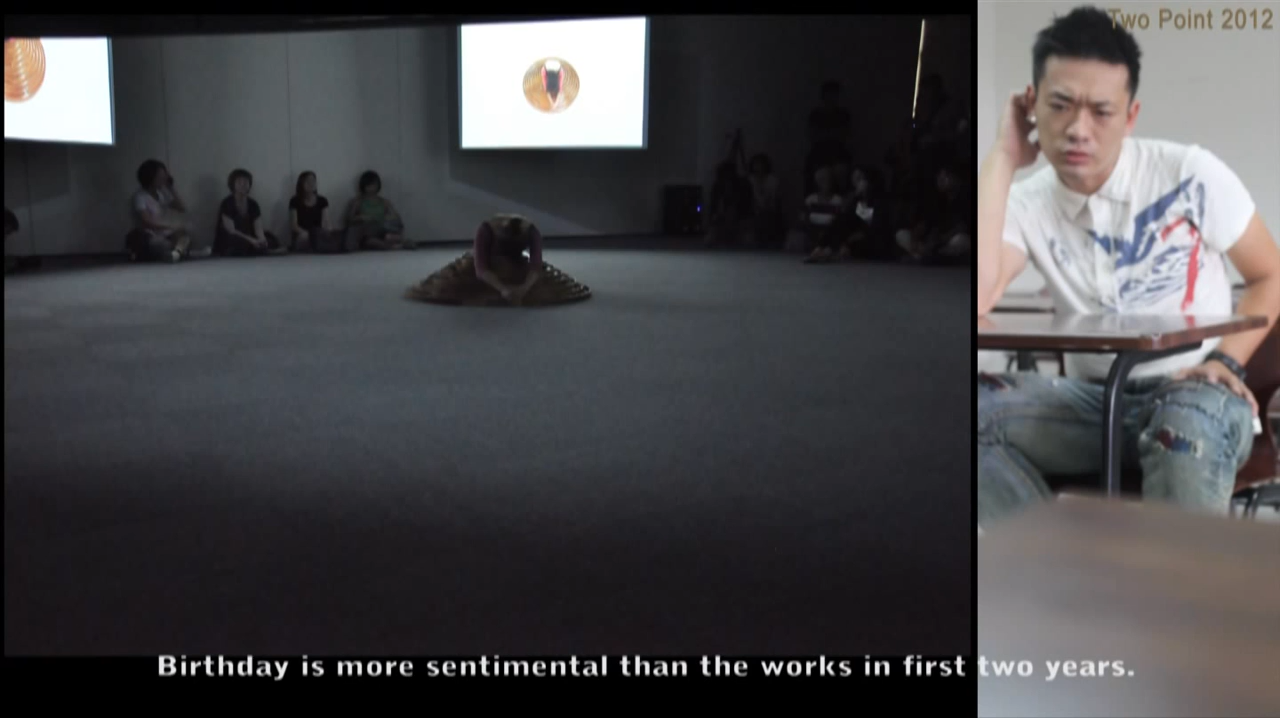 Two Point 2012
Birthday is more sentimental than the works in first two years.